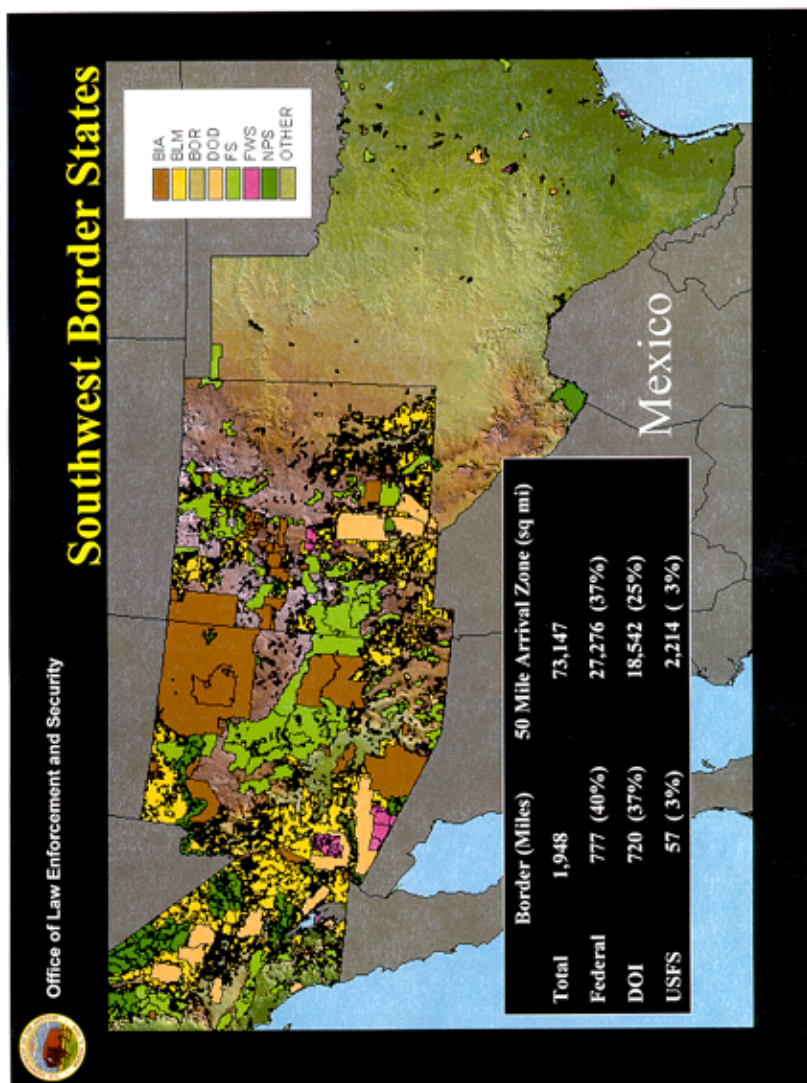 Southwest Border States
Office of Law Enforcement and Security
BIA
BLM
BOR
DOD
FS
FWS
NPS
OTHER
Mexico
Border (Miles) 50 Mile Arrival Zone (sq mi)
Total 1,948 73,147
Federal 777 (40%) 27,276 (37%)
DOI 720 (37%) 18,542 (25%)
USFS 57 ( 3%) 2,214 ( 3%)